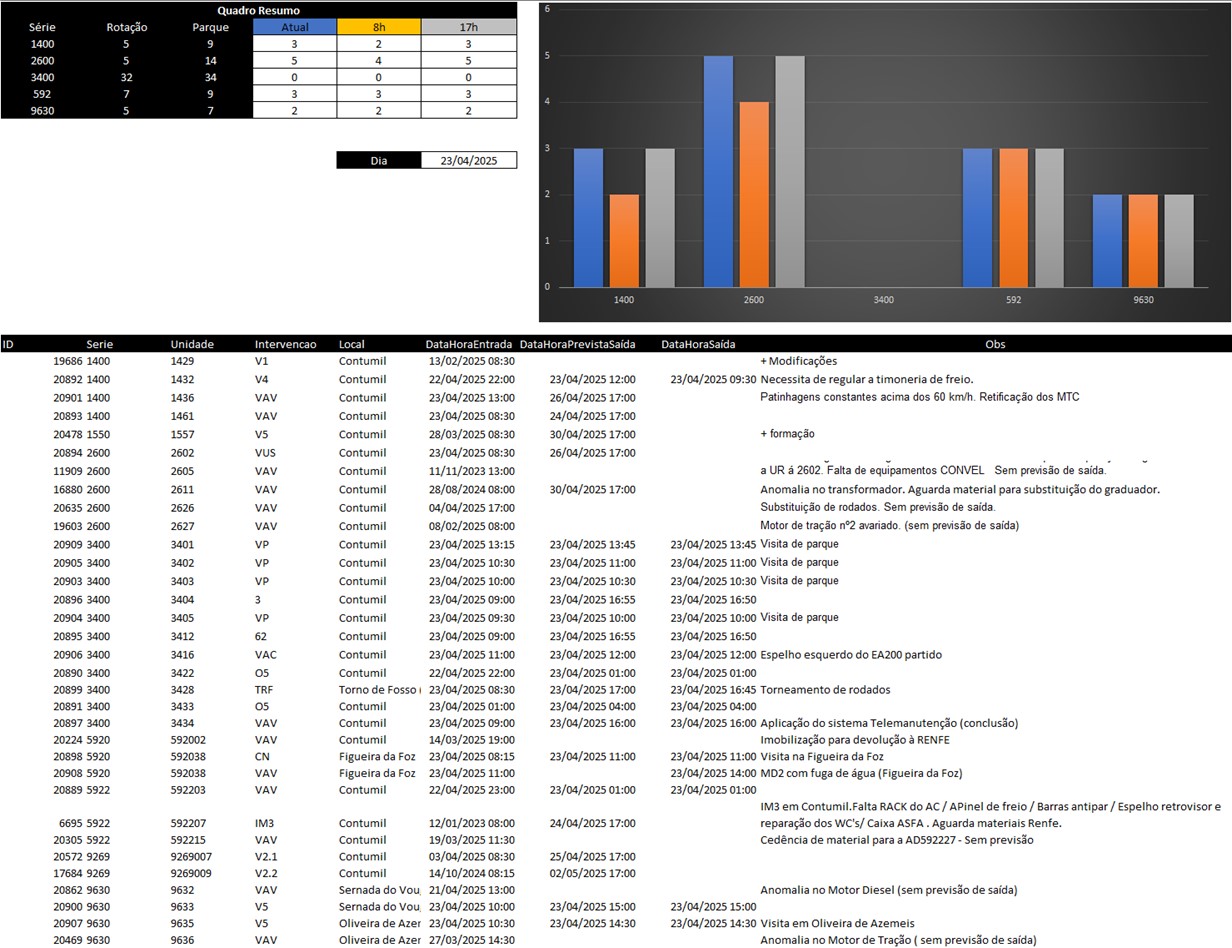 Quadro Resumo
Série Rotação Parque Atual 8h 17h
1400 5 9 3 2 3
2600 5 14 5 4 5
3400 32 34 0 0 0
592 7 9 3 3 3
9630 5 7 2 2 2
Dia 23/04/2025
6
5
4
3
2
1
0
1400 2600 3400 592 9630
ID Serie Unidade Intervencao Local DataHoraEntrada DataHoraPrevistaSaída DataHoraSaída Obs
19686 1400 1429 V1 Contumil 13/02/2025 08:30 + Modificações
20892 1400 1432 V4 Contumil 22/04/2025 22:00 23/04/2025 12:00 23/04/2025 09:30 Necessita de regular a timoneria de freio.
20901 1400 1436 VAV Contumil 23/04/2025 13:00 26/04/2025 17:00 Patinhagens constantes acima dos 60 km/h. Retificação dos MTC
20893 1400 1461 VAV Contumil 23/04/2025 08:30 24/04/2025 17:00
20478 1550 1557 V5 Contumil 28/03/2025 08:30 30/04/2025 17:00 + formação
20894 2600 2602 VUS Contumil 23/04/2025 08:30 26/04/2025 17:00
11909 2600 2605 VAV Contumil 11/11/2023 13:00 a UR á 2602. Falta de equipamentos CONVEL Sem previsão de saída.
16880 2600 2611 VAV Contumil 28/08/2024 08:00 30/04/2025 17:00 Anomalia no transformador. Aguarda material para substituição do graduador.
20635 2600 2626 VAV Contumil 04/04/2025 17:00 Substituição de rodados. Sem previsão de saída.
19603 2600 2627 VAV Contumil 08/02/2025 08:00 Motor de tração nº2 avariado. (sem previsão de saída)
20909 3400 3401 VP Contumil 23/04/2025 13:15 23/04/2025 13:45 23/04/2025 13:45 Visita de parque
20905 3400 3402 VP Contumil 23/04/2025 10:30 23/04/2025 11:00 23/04/2025 11:00 Visita de parque
20903 3400 3403 VP Contumil 23/04/2025 10:00 23/04/2025 10:30 23/04/2025 10:30 Visita de parque
20896 3400 3404 3 Contumil 23/04/2025 09:00 23/04/2025 16:55 23/04/2025 16:50
20904 3400 3405 VP Contumil 23/04/2025 09:30 23/04/2025 10:00 23/04/2025 10:00 Visita de parque
20895 3400 3412 62 Contumil 23/04/2025 09:00 23/04/2025 16:55 23/04/2025 16:50
20906 3400 3416 VAC Contumil 23/04/2025 11:00 23/04/2025 12:00 23/04/2025 12:00 Espelho esquerdo do EA200 partido
20890 3400 3422 O5 Contumil 22/04/2025 22:00 23/04/2025 01:00 23/04/2025 01:00
20899 3400 3428 TRF Torno de Fosso ( 23/04/2025 08:30 23/04/2025 17:00 23/04/2025 16:45 Torneamento de rodados
20891 3400 3433 O5 Contumil 23/04/2025 01:00 23/04/2025 04:00 23/04/2025 04:00
20897 3400 3434 VAV Contumil 23/04/2025 09:00 23/04/2025 16:00 23/04/2025 16:00 Aplicação do sistema Telemanutenção (conclusão)
20224 5920 592002 VAV Contumil 14/03/2025 19:00 Imobilização para devolução à RENFE
20898 5920 592038 CN Figueira da Foz 23/04/2025 08:15 23/04/2025 11:00 23/04/2025 11:00 Visita na Figueira da Foz
20908 5920 592038 VAV Figueira da Foz 23/04/2025 11:00 23/04/2025 14:00 MD2 com fuga de água (Figueira da Foz)
20889 5922 592203 VAV Contumil 22/04/2025 23:00 23/04/2025 01:00 23/04/2025 01:00
IM3 em Contumil.Falta RACK do AC / APinel de freio / Barras antipar / Espelho retrovisor e
6695 5922 592207 IM3 Contumil 12/01/2023 08:00 24/04/2025 17:00 reparação dos WC's/ Caixa ASFA . Aguarda materiais Renfe.
20305 5922 592215 VAV Contumil 19/03/2025 11:30 Cedência de material para a AD592227 - Sem previsão
20572 9269 9269007 V2.1 Contumil 03/04/2025 08:30 25/04/2025 17:00
17684 9269 9269009 V2.2 Contumil 14/10/2024 08:15 02/05/2025 17:00
20862 9630 9632 VAV Sernada do Vou, 21/04/2025 13:00 Anomalia no Motor Diesel (sem previsão de saída)
20900 9630 9633 V5 Sernada do Vou, 23/04/2025 10:00 23/04/2025 15:00 23/04/2025 15:00
20907 9630 9635 V5 Oliveira de Azer 23/04/2025 10:30 23/04/2025 14:30 23/04/2025 14:30 Visita em Oliveira de Azemeis
20469 9630 9636 VAV Oliveira de Azer 27/03/2025 14:30 Anomalia no Motor de Tração ( sem previsão de saída)